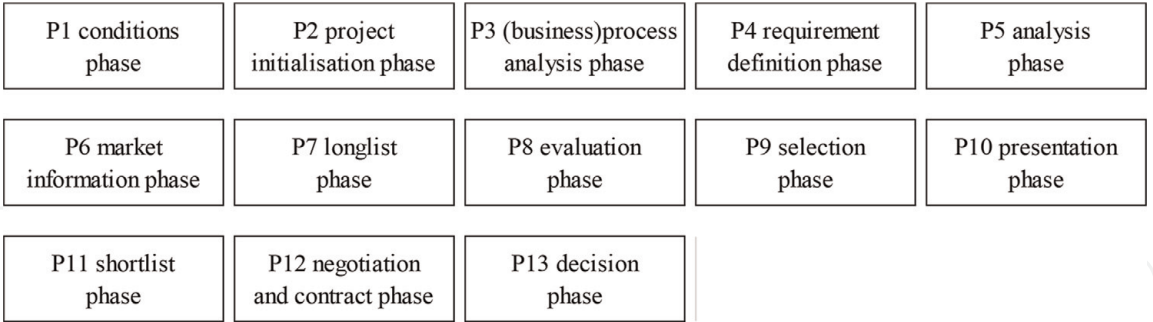 P1 conditions
phase
P2 project
initialisation phase
P3 (business)process
analysis phase
P4 requirement
definition phase
P5 analysis
phase
P6 market
information phase
P7 longlist
phase
P8 evaluation
phase
P9 selection
phase
P10 presentation
phase
P11 shortlist
phase
P12 negotiation
and contract phase
P13 decision
phase